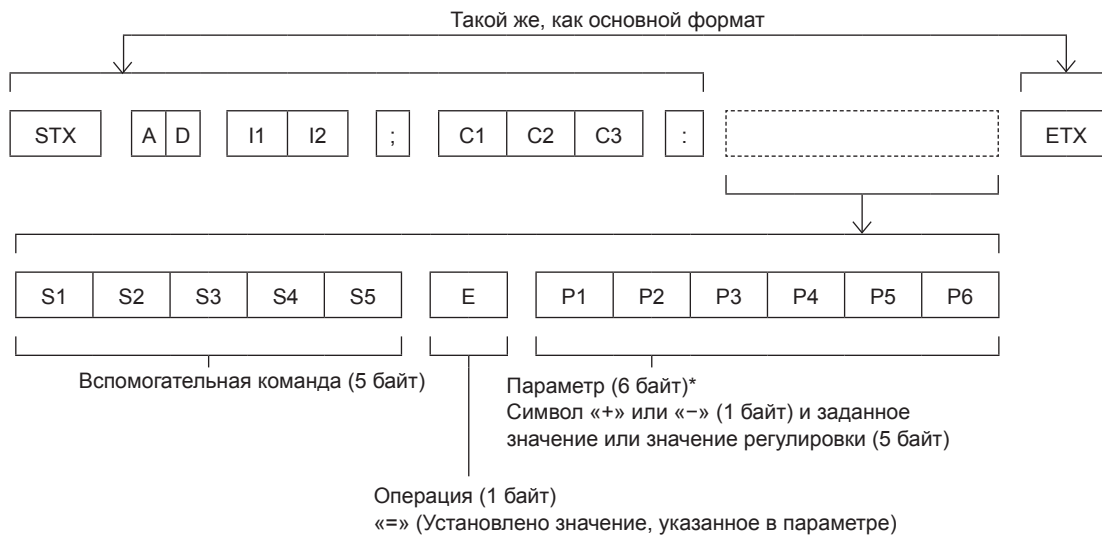 Такой же, как основной формат
STX A D I1 I2 ; C1 C2 C3 : ETX
S1 S2 S3 S4 S5 E P1 P2 P3 P4 P5 P6
Вспомогательная команда (5 байт)
Параметр (6 байт)*
Символ «+» или «−» (1 байт) и заданное
значение или значение регулировки (5 байт)
Операция (1 байт)
«=» (Установлено значение, указанное в параметре)